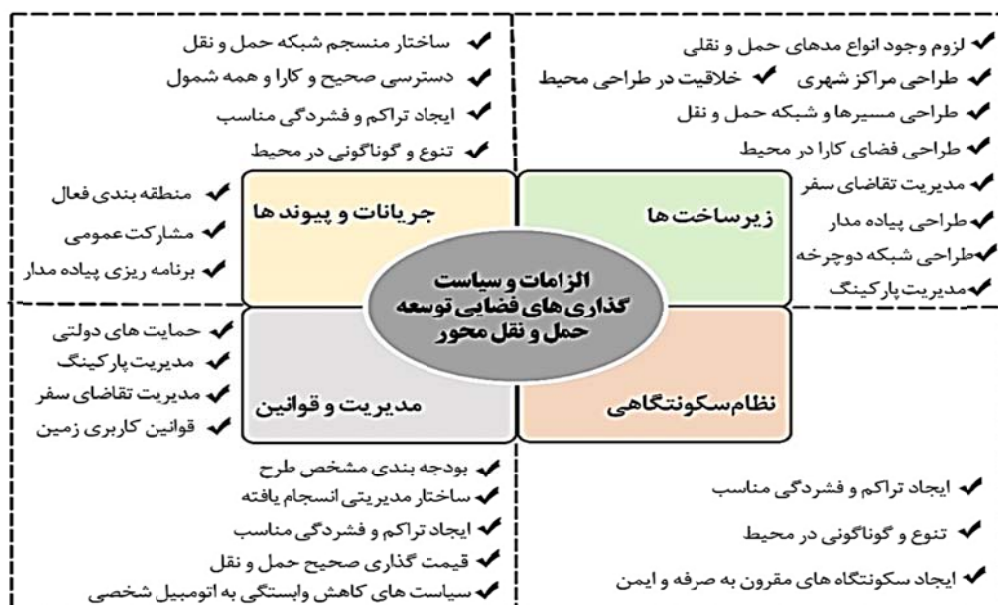 لزوم وجود انواع مدهای حمل و نقلی
طراحی مراکز شهری
خلاقیت در طراحی محیط
طراحی مسیرها و شبکه حمل و نقل
طراحی فضای کارا در محیط
مدیریت تقاضای سفر
طراحی پیاده مدار
طراحی شبکه دوچرخه
مدیریت پارکینگ
زیرساخت ها
ساختار منسجم شبکه حمل و نقل
دسترسی صحیح و کارا و همه شمول
ایجاد تراکم و فشردگی مناسب
تنوع و گوناگونی در محیط
منطقه بندی فعال
مشارکت عمومی
برنامه ریزی پیاده مدار
جریانات و پیوند ها
الزامات و سیاست
گذاری های فضایی توسعه
حمل و نقل محور
نظام سکونتگاهی
ایجاد تراکم و فشردگی مناسب
تنوع و گوناگونی در محیط
ایجاد سکونتگاه های مقرون به صرفه و ایمن
مدیریت و قوانین
حمایت های دولتی
مدیریت پارکینگ
مدیریت تقاضای سفر
قوانین کاربری زمین
بودجه بندی مشخص طرح
ساختار مدیریتی انسجام یافته
ایجاد تراکم و فشردگی مناسب
قیمت گذاری صحیح حمل و نقل
سیاست های کاهش وابستگی به اتومبیل شخصی